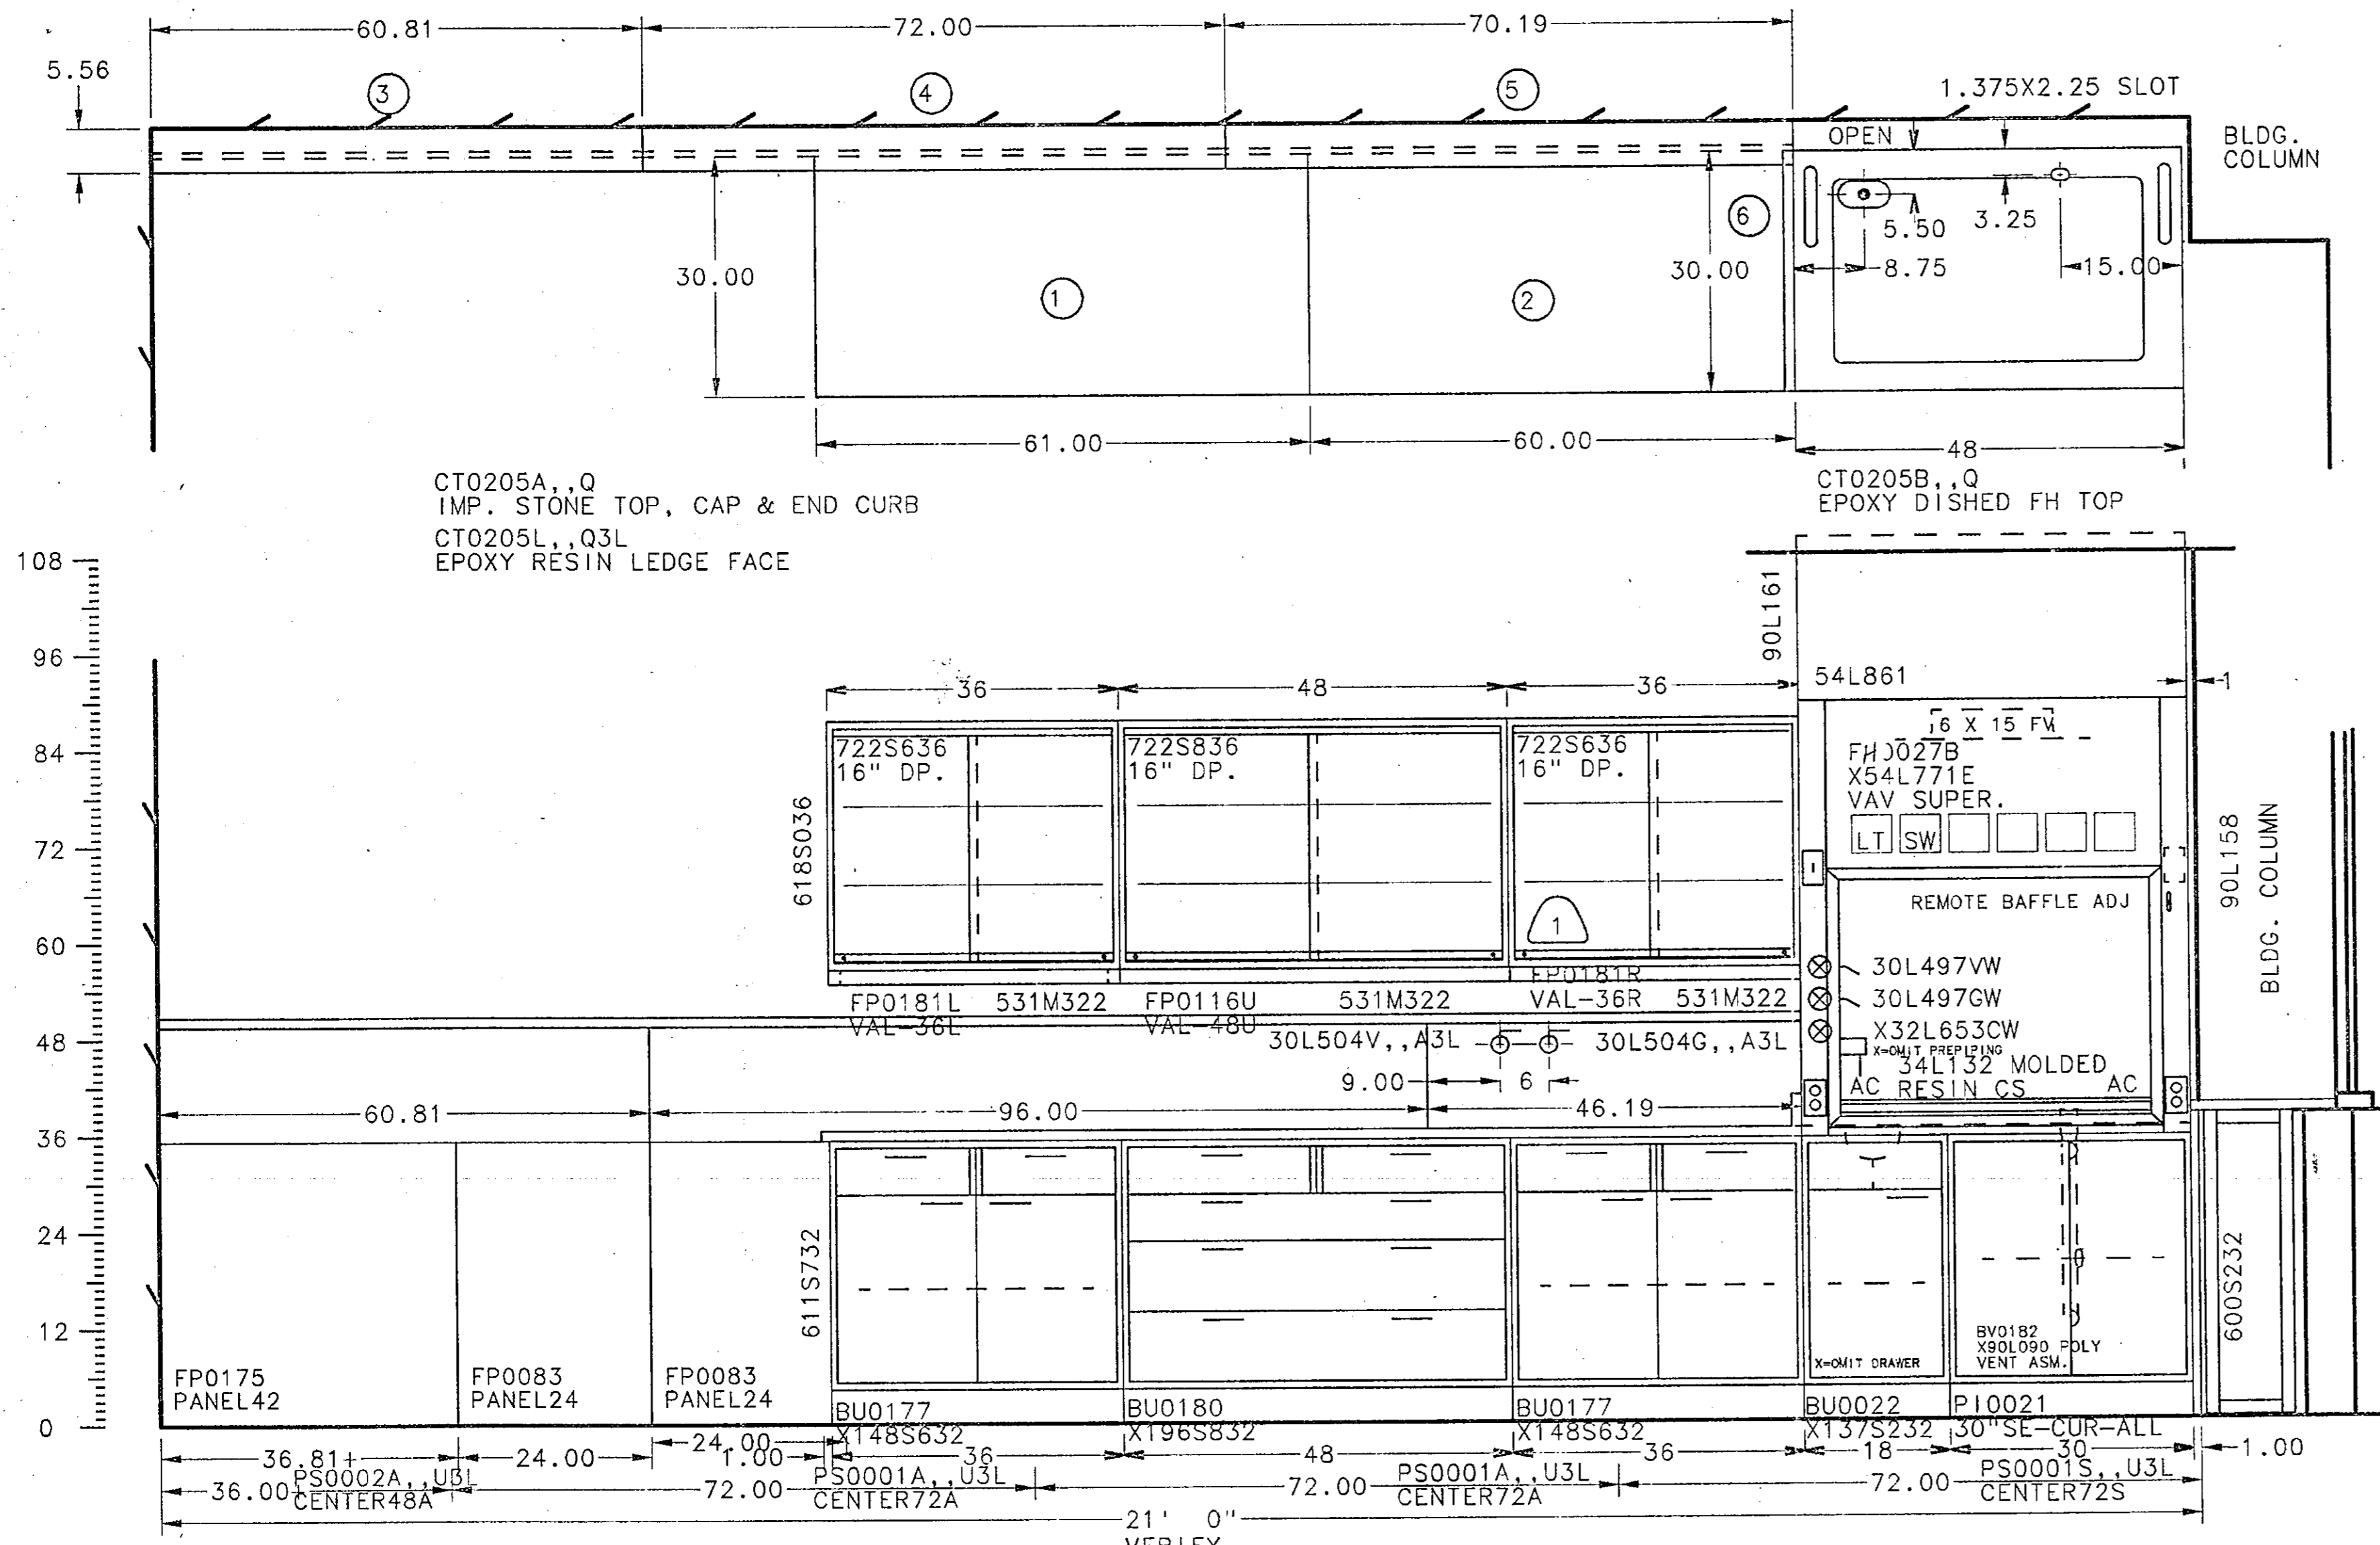 60.81
72.00
70.19
5.56
3
4
5
1.375X2.25 SLOT
OPEN
BLDG.
COLUMN
6
5.50
3.25
30.00
30.00
8.75
15.00
1
2
61.00
60.00
48
CT0205A,,Q
IMP. STONE TOP, CAP & END CURB
CT0205L,,Q3L
EPOXY RESIN LEDGE FACE
CT0205B,,Q
EPOXY DISHED FH TOP
108
96
84
72
60
48
36
24
12
0
90L161
36
48
36
54L861
1
722S636
16" DP.
722S836
16" DP.
722S636
16" DP.
6 X 15 FV
FH0027B
X54L771E
VAV SUPER.
LT
SW
618S036
90L158
BLDG. COLUMN
REMOTE BAFFLE ADJ
1
30L497VW
30L497GW
X32L653CW
X=OMIT PREPIPING
34L132 MOLDED
RESIN CS
AC
AC
FP0181L
VAL-36L
531M322
FP0116U
VAL-48U
531M322
FP0181R
VAL-36R
531M322
30L504V,,A3L
30L504G,,A3L
9.00
6
60.81
96.00
46.19
611S732
600S232
FP0175
PANEL42
FP0083
PANEL24
FP0083
PANEL24
X=OMIT DRAWER
BV0182
X90L090 POLY
VENT ASM.
BU0177
X148S632
BU0180
X196S832
BU0177
X148S632
BU0022
X137S232
PI0021
30"SE-CUR-ALL
36.81+
24.00
24.00
1.00
36
48
36
18
30
1.00
36.00+
PS0002A,,U3L
CENTER48A
72.00
PS0001A,,U3L
CENTER72A
72.00
PS0001A,,U3L
CENTER72A
72.00
PS0001S,,U3L
CENTER72S
21' 0"
VERIFY